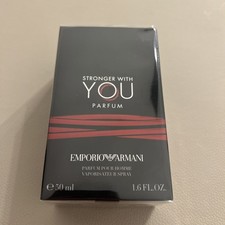 STRONGER WITH
YOU
PARFUM
EMPORIO ARMANI
PARFUM POUR HOMME
VAPORISATEUR SPRAY
e 50 ml 1.6 FL.OZ.